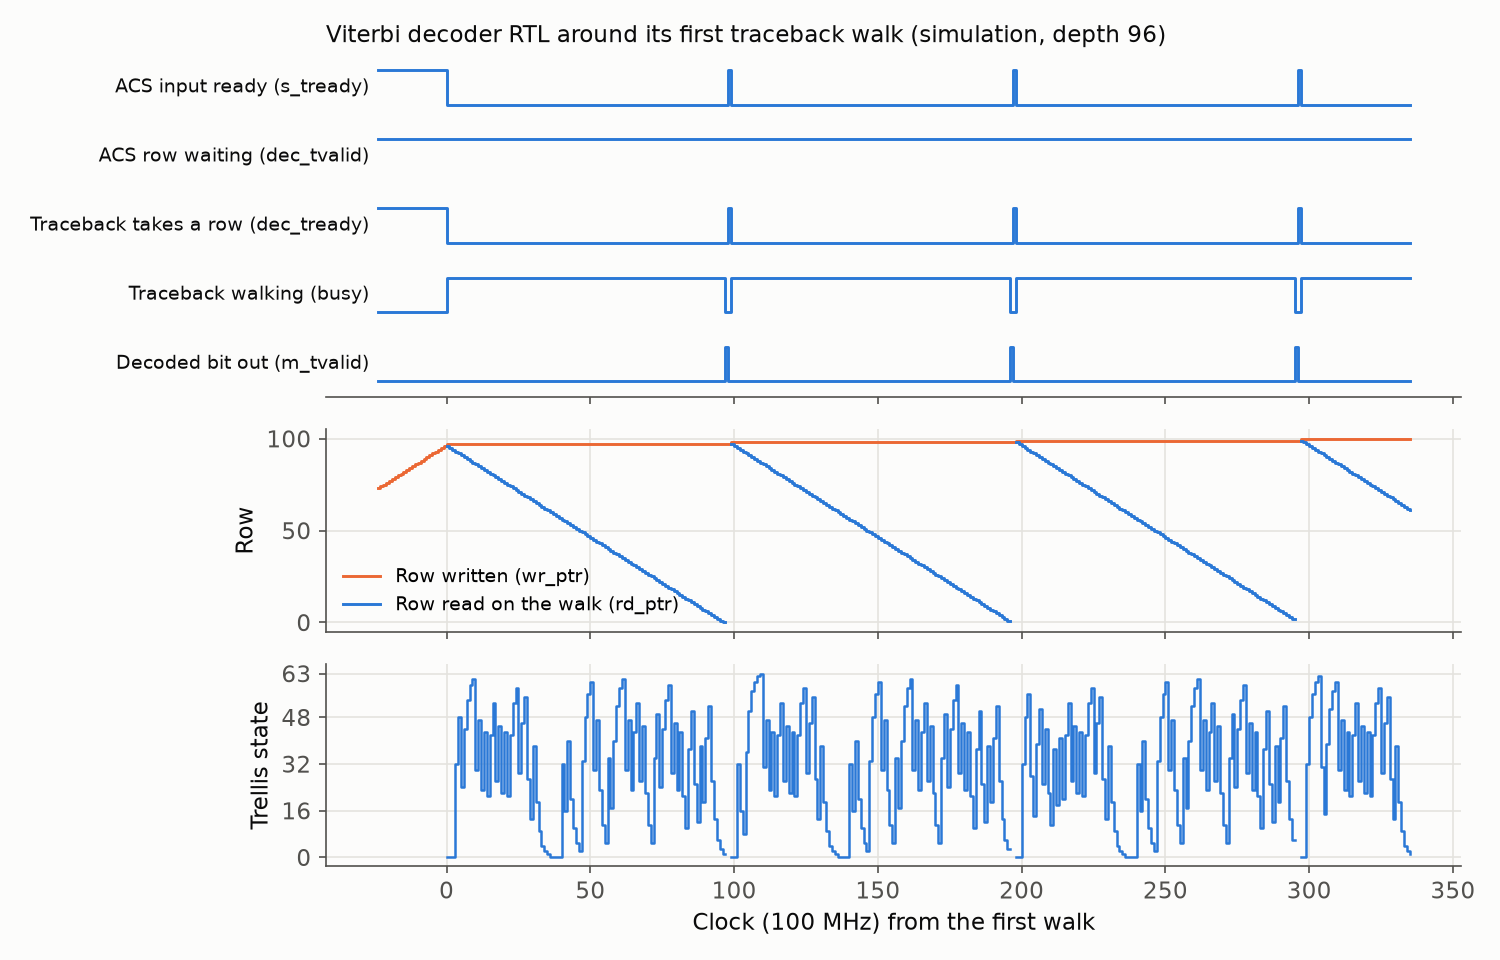 Viterbi decoder RTL around its first traceback walk (simulation, depth 96)
ACS input ready (s_tready)
ACS row waiting (dec_tvalid)
Traceback takes a row (dec_tready)
Traceback walking (busy)
Decoded bit out (m_tvalid)
100
50
0
Row
Row written (wr_ptr)
Row read on the walk (rd_ptr)
63
48
32
16
0
Trellis state
0 50 100 150 200 250 300 350
Clock (100 MHz) from the first walk